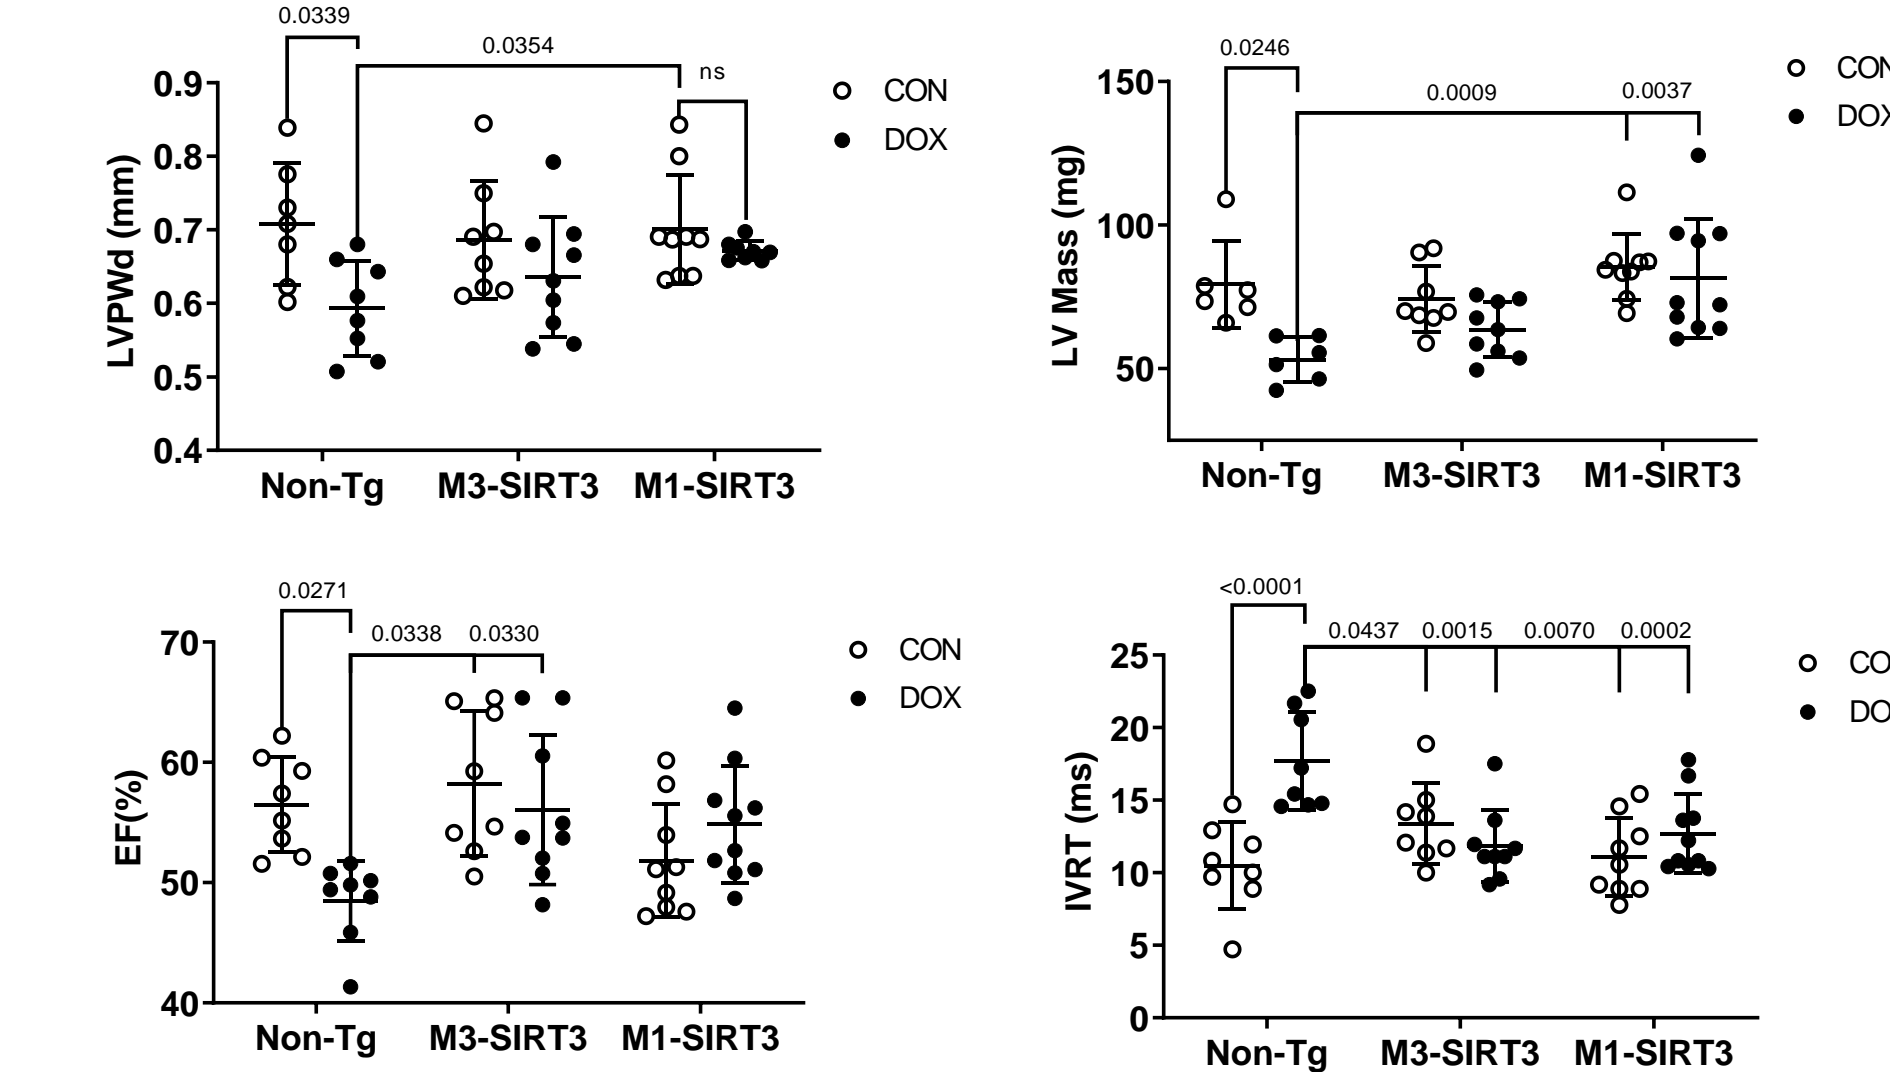 0.0339
0.0354
ns
0.9
0.8
0.7
0.6
0.5
0.4
LVPWd (mm)
CON
DOX
Non-Tg M3-SIRT3 M1-SIRT3
0.0246
0.0009 0.0037
150
100
50
LV Mass (mg)
CON
DOX
Non-Tg M3-SIRT3 M1-SIRT3
0.0271
0.0338 0.0330
70
60
50
40
EF(%)
CON
DOX
Non-Tg M3-SIRT3 M1-SIRT3
<0.0001
0.0437 0.0015 0.0070 0.0002
25
20
15
10
5
0
IVRT (ms)
CO
DO
Non-Tg M3-SIRT3 M1-SIRT3